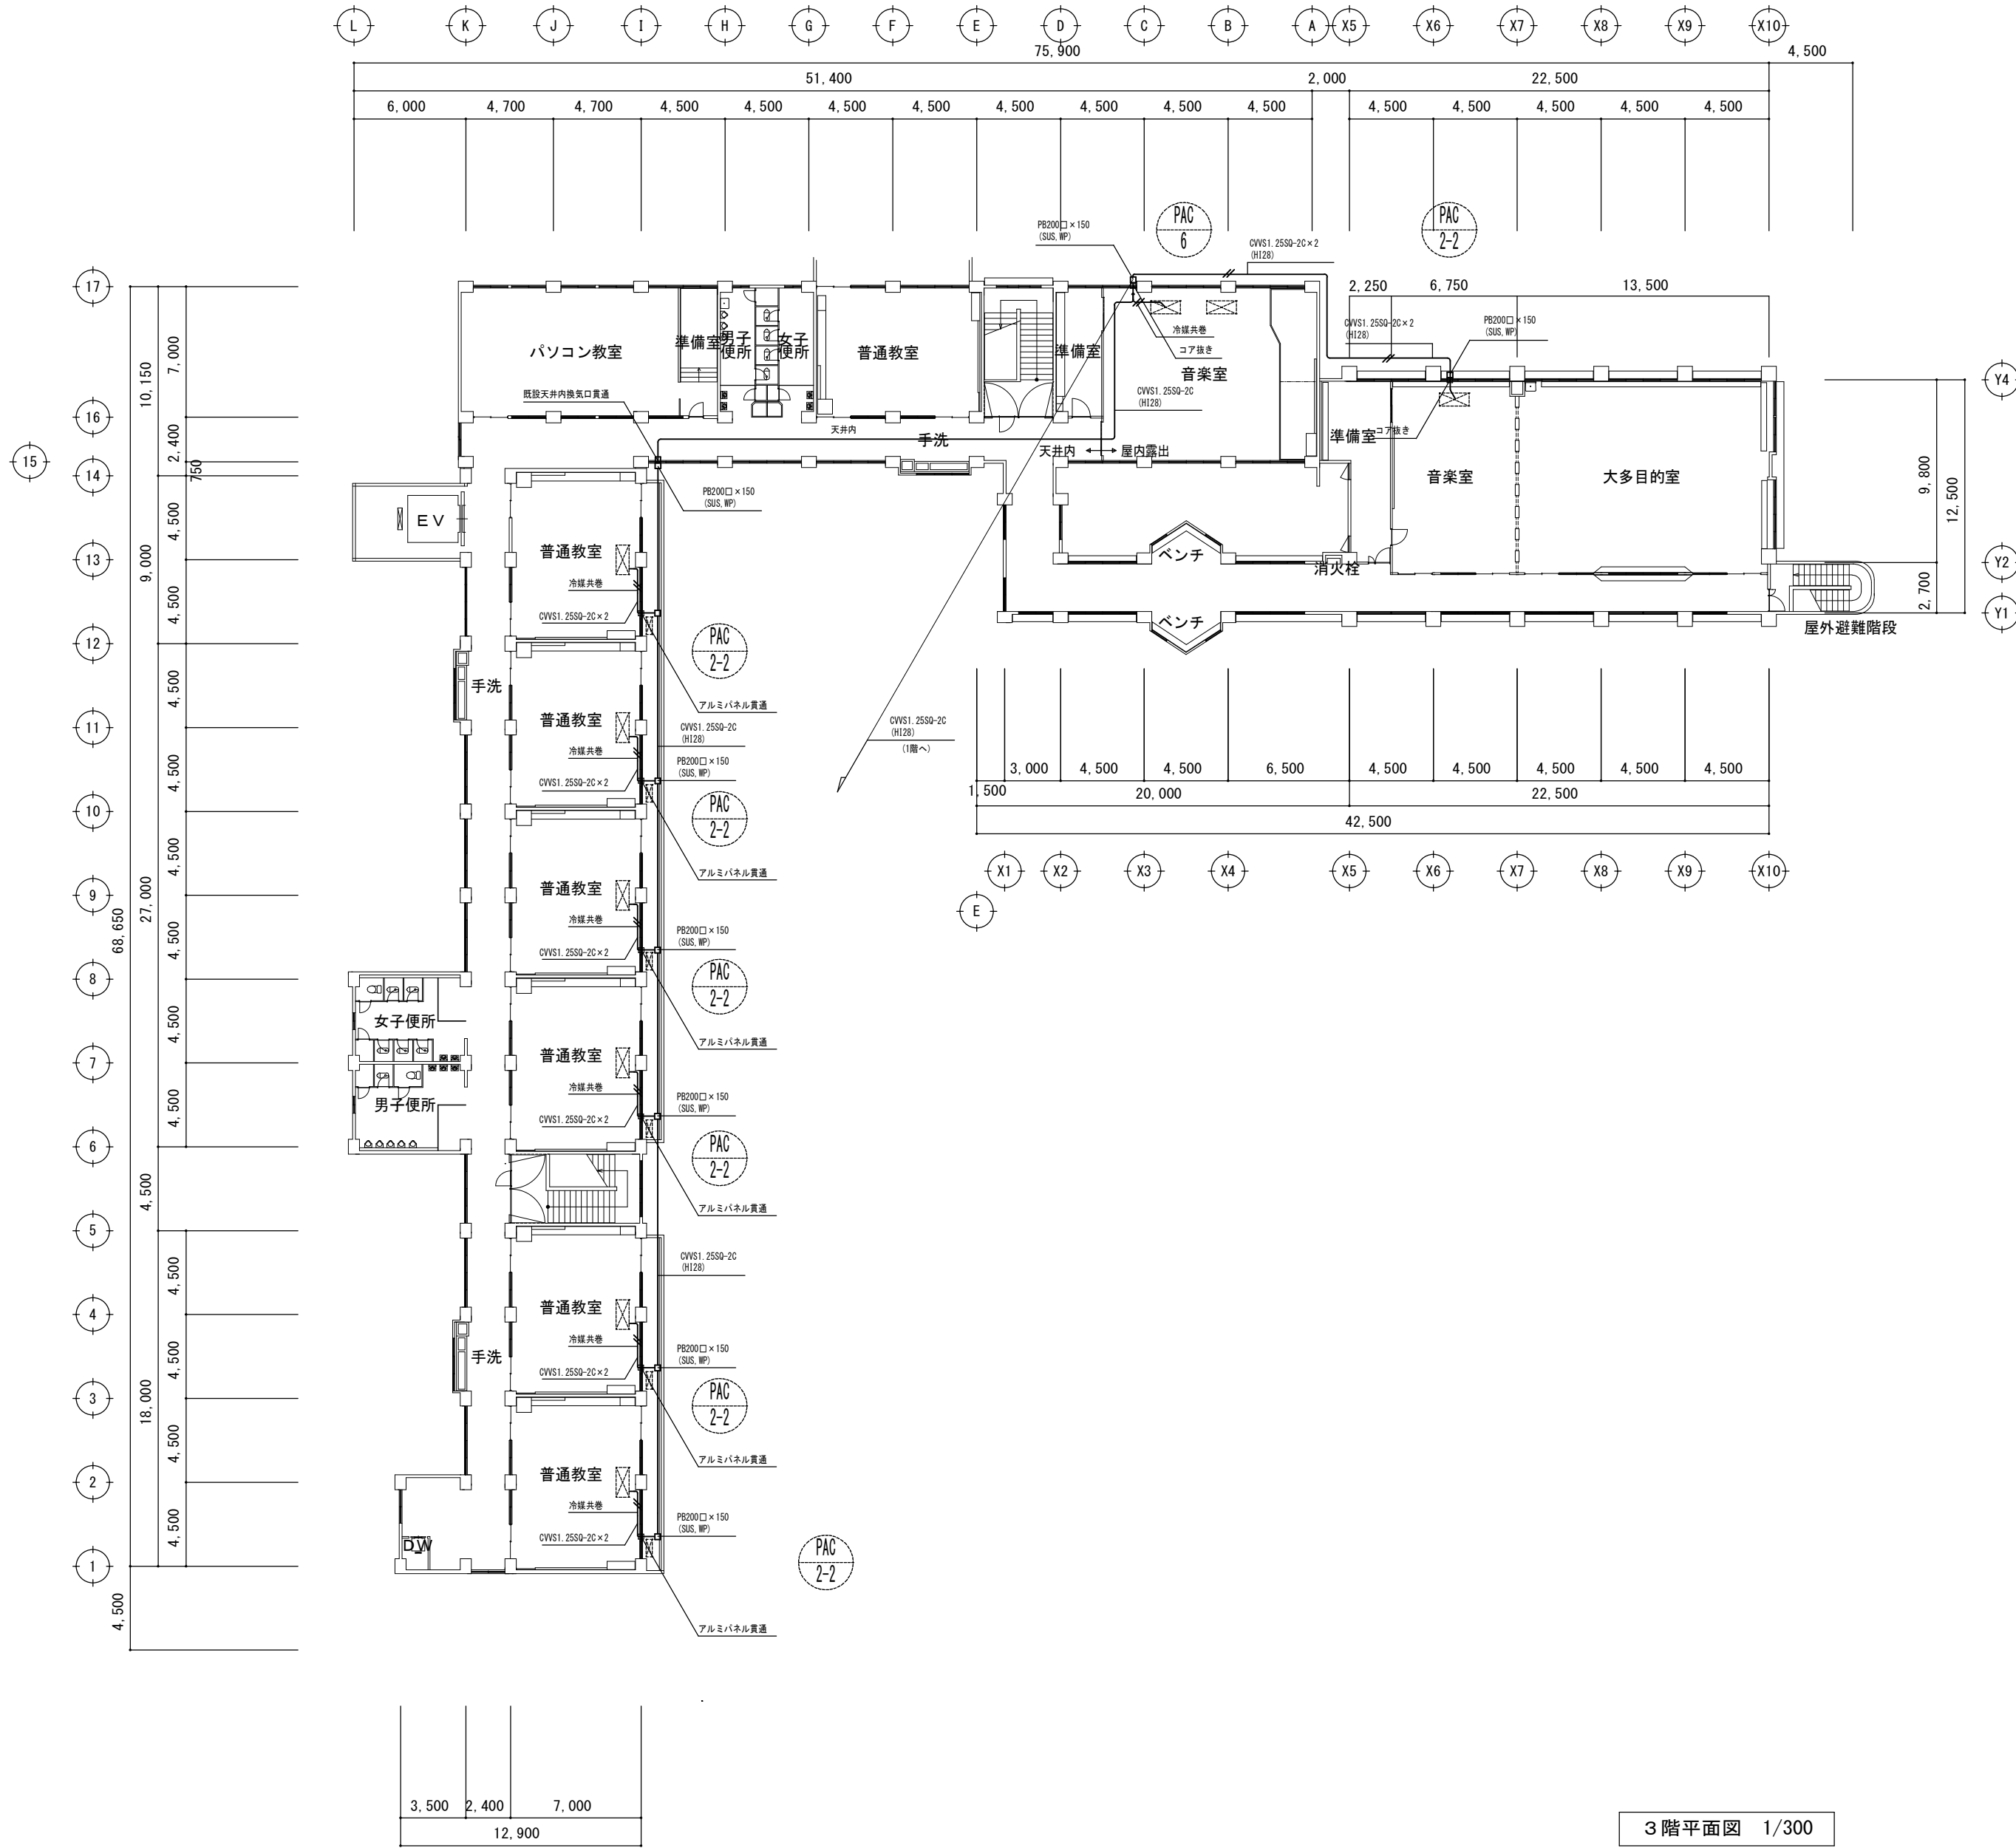 L K J I H G F E D C B A X5 X6 X7 X8 X9 X10
75,900 4,500
51,400 2,000 22,500
6,000 4,700 4,700 4,500 4,500 4,500 4,500 4,500 4,500 4,500 4,500 4,500 4,500 4,500 4,500 4,500
PAC
6
PAC
2-2
PB200□×150
(SUS,WP)
CVVS1.25SQ-2C×2
(HI28)
2,250 6,750 13,500
CVVS1.25SQ-2C×2
(HI28)
PB200□×150
(SUS,WP)
冷媒共巻
コア抜き
パソコン教室
準備室
男子
便所
女子
便所
普通教室
準備室
音楽室
CVVS1.25SQ-2C
(HI28)
既設天井内換気口貫通
天井内
手洗
天井内
屋内露出
準備室
コア抜き
音楽室
大多目的室
PB200□×150
(SUS,WP)
EV
ベンチ
消火栓
ベンチ
屋外避難階段
Y4
Y2
Y1
9,800
2,700
12,500
17
16
15
14
13
12
11
10
9
8
7
6
5
4
3
2
1
7,000
10,150
2,400
750
4,500
4,500
9,000
4,500
4,500
4,500
4,500
4,500
4,500
27,000
68,650
4,500
4,500
4,500
4,500
4,500
18,000
4,500
普通教室
冷媒共巻
CVVS1.25SQ-2C×2
PAC
2-2
アルミパネル貫通
手洗
普通教室
冷媒共巻
CVVS1.25SQ-2C×2
CVVS1.25SQ-2C
(HI28)
PB200□×150
(SUS,WP)
PAC
2-2
アルミパネル貫通
CVVS1.25SQ-2C
(HI28)
(1階へ)
普通教室
冷媒共巻
CVVS1.25SQ-2C×2
PB200□×150
(SUS,WP)
PAC
2-2
アルミパネル貫通
女子便所
男子便所
普通教室
冷媒共巻
CVVS1.25SQ-2C×2
PB200□×150
(SUS,WP)
PAC
2-2
アルミパネル貫通
CVVS1.25SQ-2C
(HI28)
普通教室
冷媒共巻
CVVS1.25SQ-2C×2
PB200□×150
(SUS,WP)
PAC
2-2
アルミパネル貫通
手洗
普通教室
冷媒共巻
CVVS1.25SQ-2C×2
PB200□×150
(SUS,WP)
PAC
2-2
アルミパネル貫通
DW
3,000 4,500 4,500 6,500 4,500 4,500 4,500 4,500 4,500
1,500 20,000 22,500
42,500
X1 X2 X3 X4 X5 X6 X7 X8 X9 X10
E
3,500 2,400 7,000
12,900
3階平面図 1/300